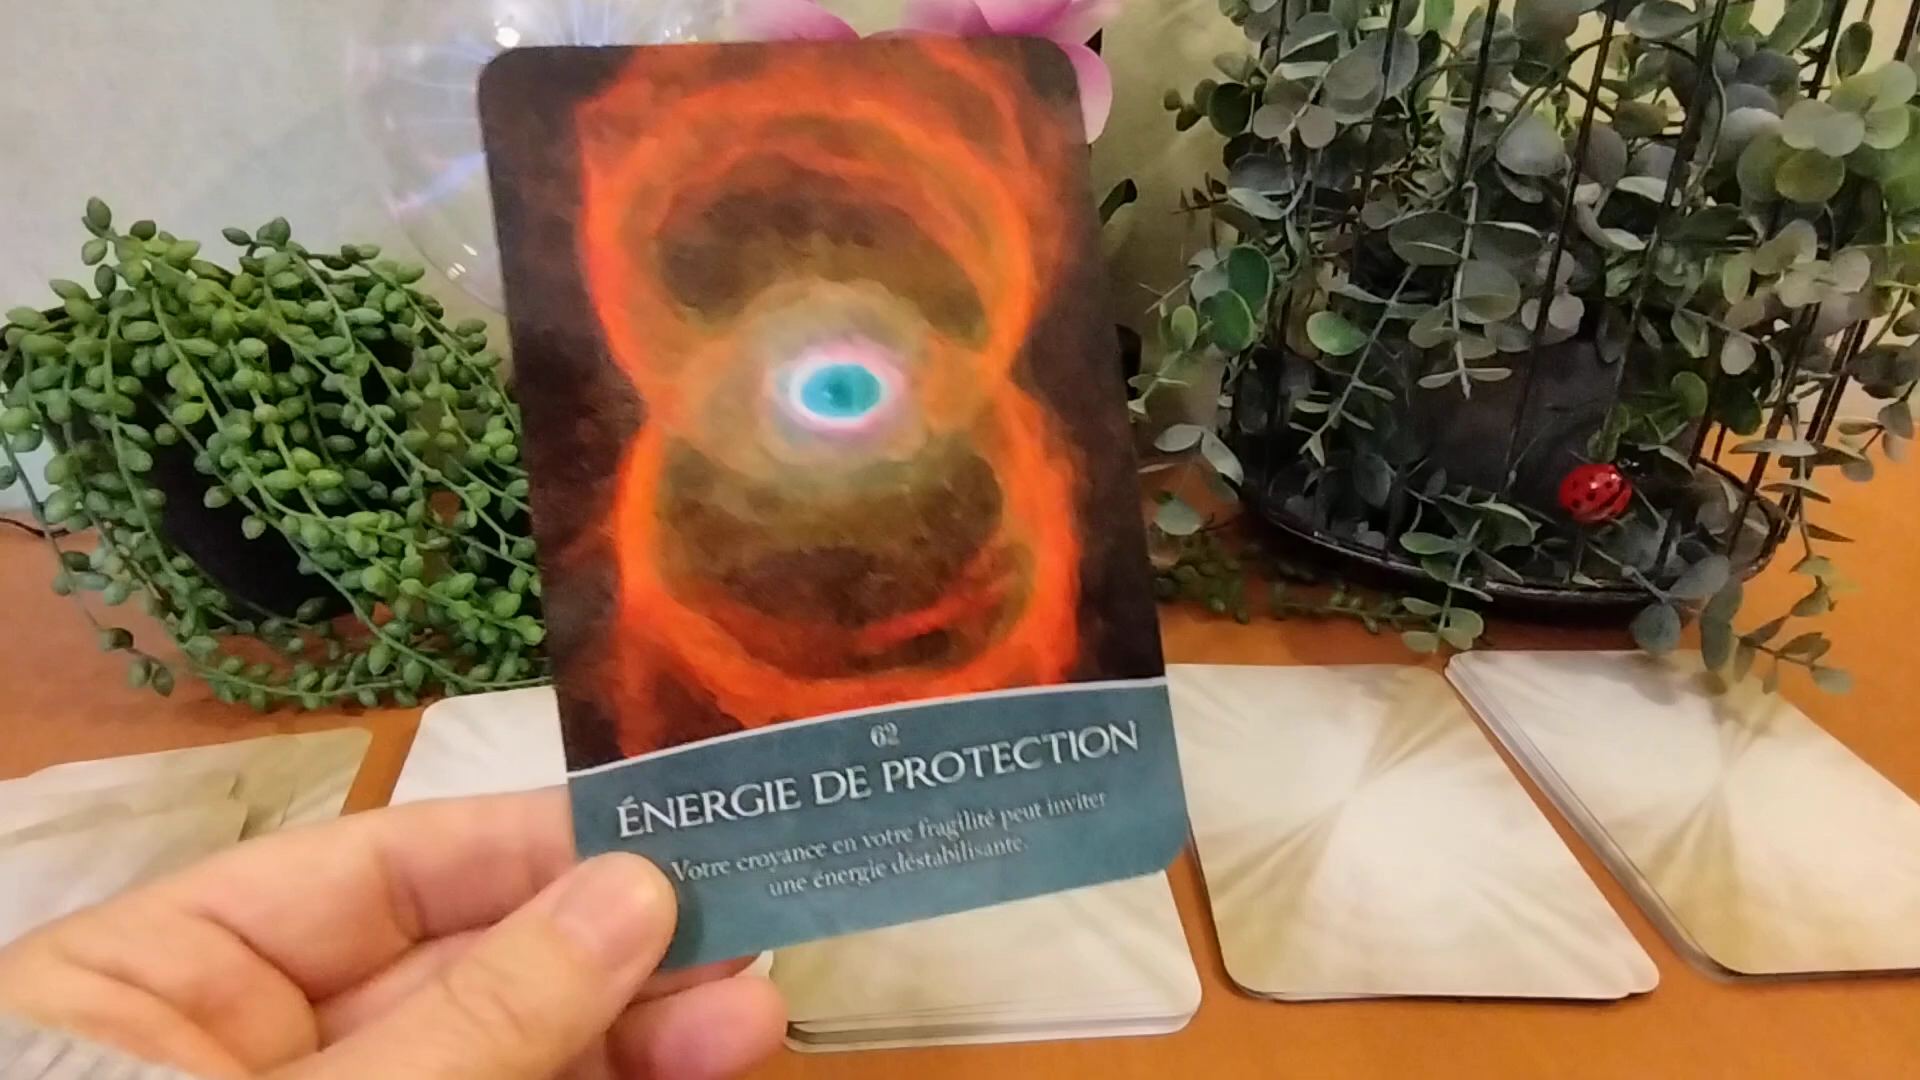 62
ÉNERGIE DE PROTECTION
Votre croyance en votre fragilité peut inviter
une énergie déstabilisante.